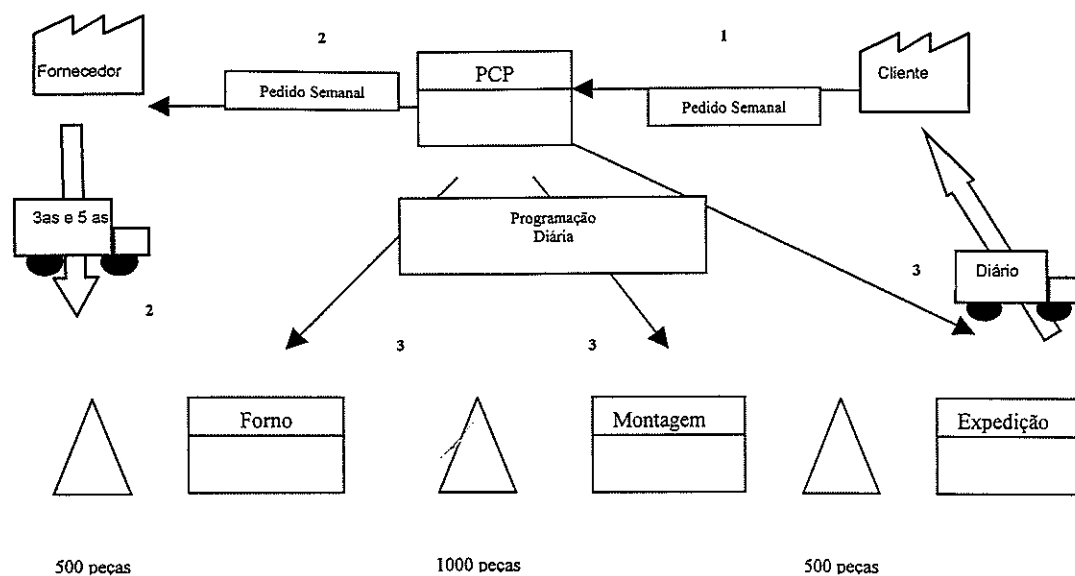 2
1
Fornecedor
PCP
Cliente
Pedido Semanal
Pedido Semanal
3as e 5 as
Programação
Diária
3
Diário
2
3
3
Forno
Montagem
Expedição
500 peças
1000 peças
500 peças